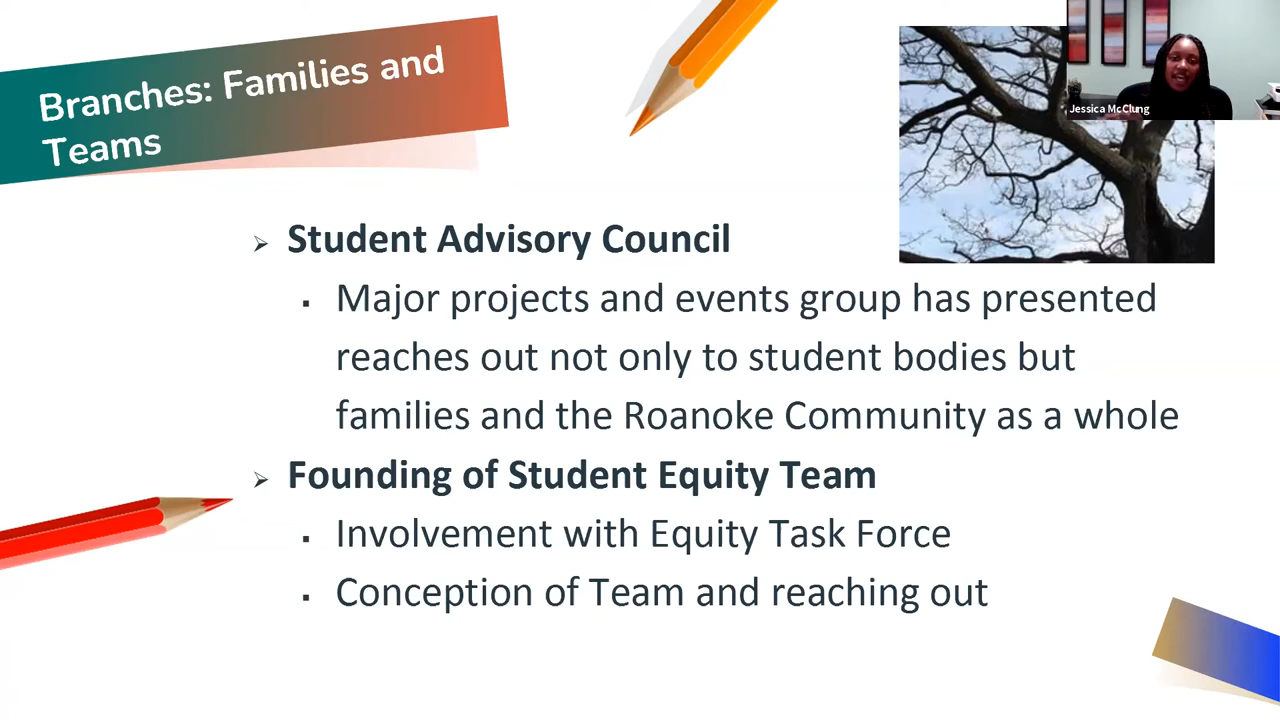 Branches: Families and
Teams
Jessica McClung
Student Advisory Council
Major projects and events group has presented
reaches out not only to student bodies but
families and the Roanoke Community as a whole
Founding of Student Equity Team
Involvement with Equity Task Force
Conception of Team and reaching out